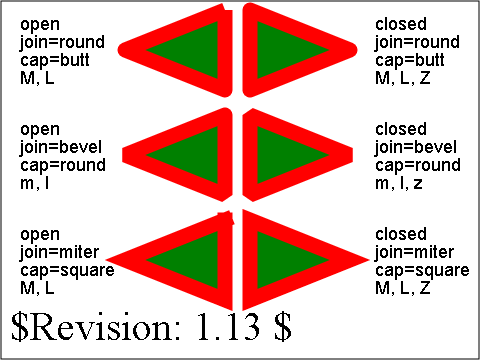 open
join=round
cap=butt
M, L
closed
join=round
cap=butt
M, L, Z
open
join=bevel
cap=round
m, l
closed
join=bevel
cap=round
m, l, z
open
join=miter
cap=square
M, L
closed
join=miter
cap=square
M, L, Z
$Revision: 1.13 $